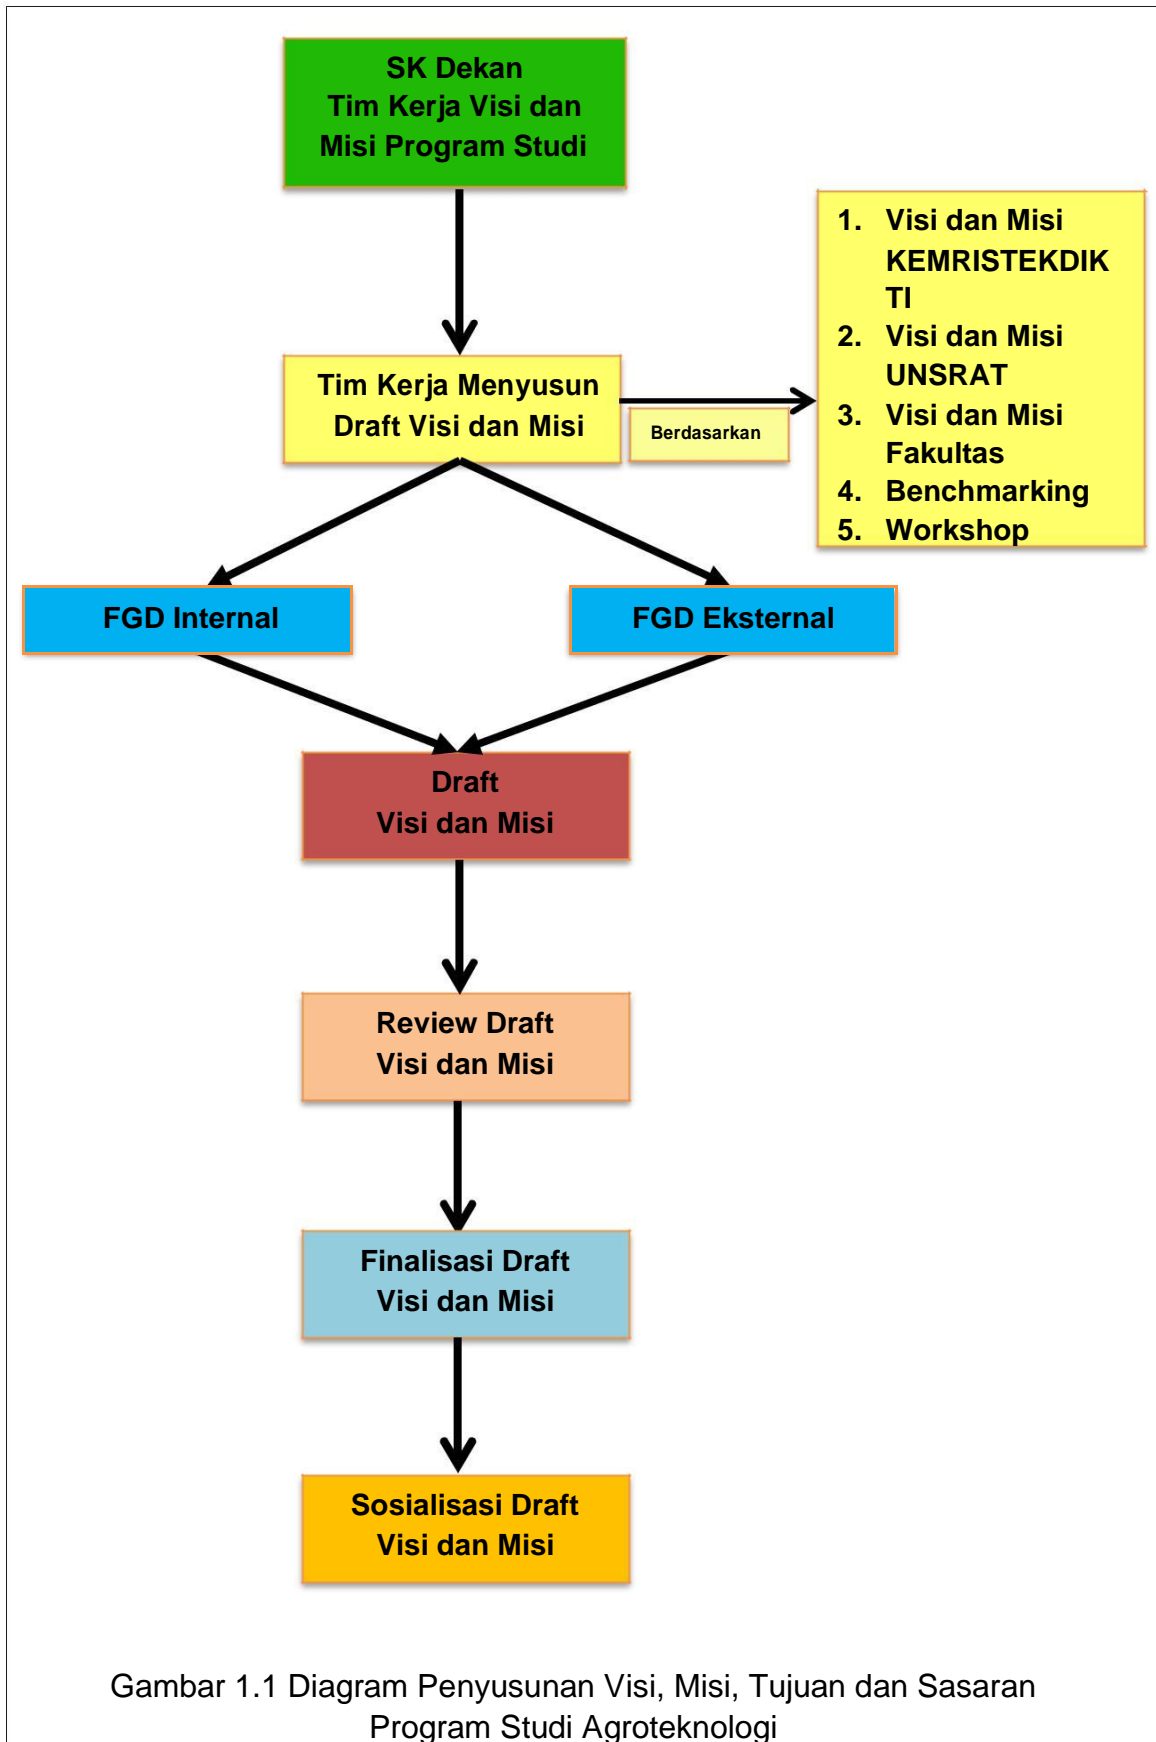 SK Dekan
Tim Kerja Visi dan
Misi Program Studi
1. Visi dan Misi
KEMRISTEKDIK
TI
2. Visi dan Misi
UNSRAT
3. Visi dan Misi
Fakultas
4. Benchmarking
5. Workshop
Tim Kerja Menyusun
Draft Visi dan Misi
Berdasarkan
FGD Internal
FGD Eksternal
Draft
Visi dan Misi
Review Draft
Visi dan Misi
Finalisasi Draft
Visi dan Misi
Sosialisasi Draft
Visi dan Misi
Gambar 1.1 Diagram Penyusunan Visi, Misi, Tujuan dan Sasaran
Program Studi Agroteknologi